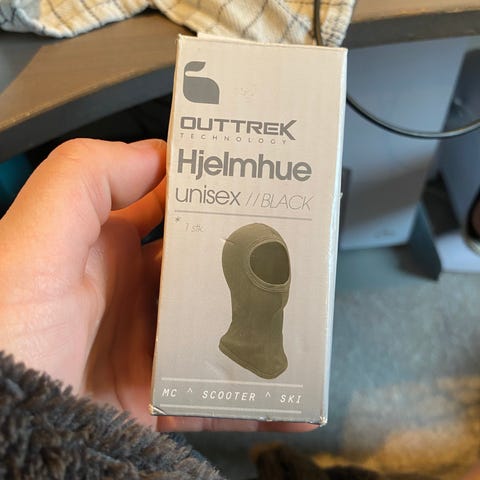 OUTTREK
TECHNOLOGY
Hjelmhue
unisex //BLACK
* 1 stk.
MC ^ SCOOTER ^ SKI